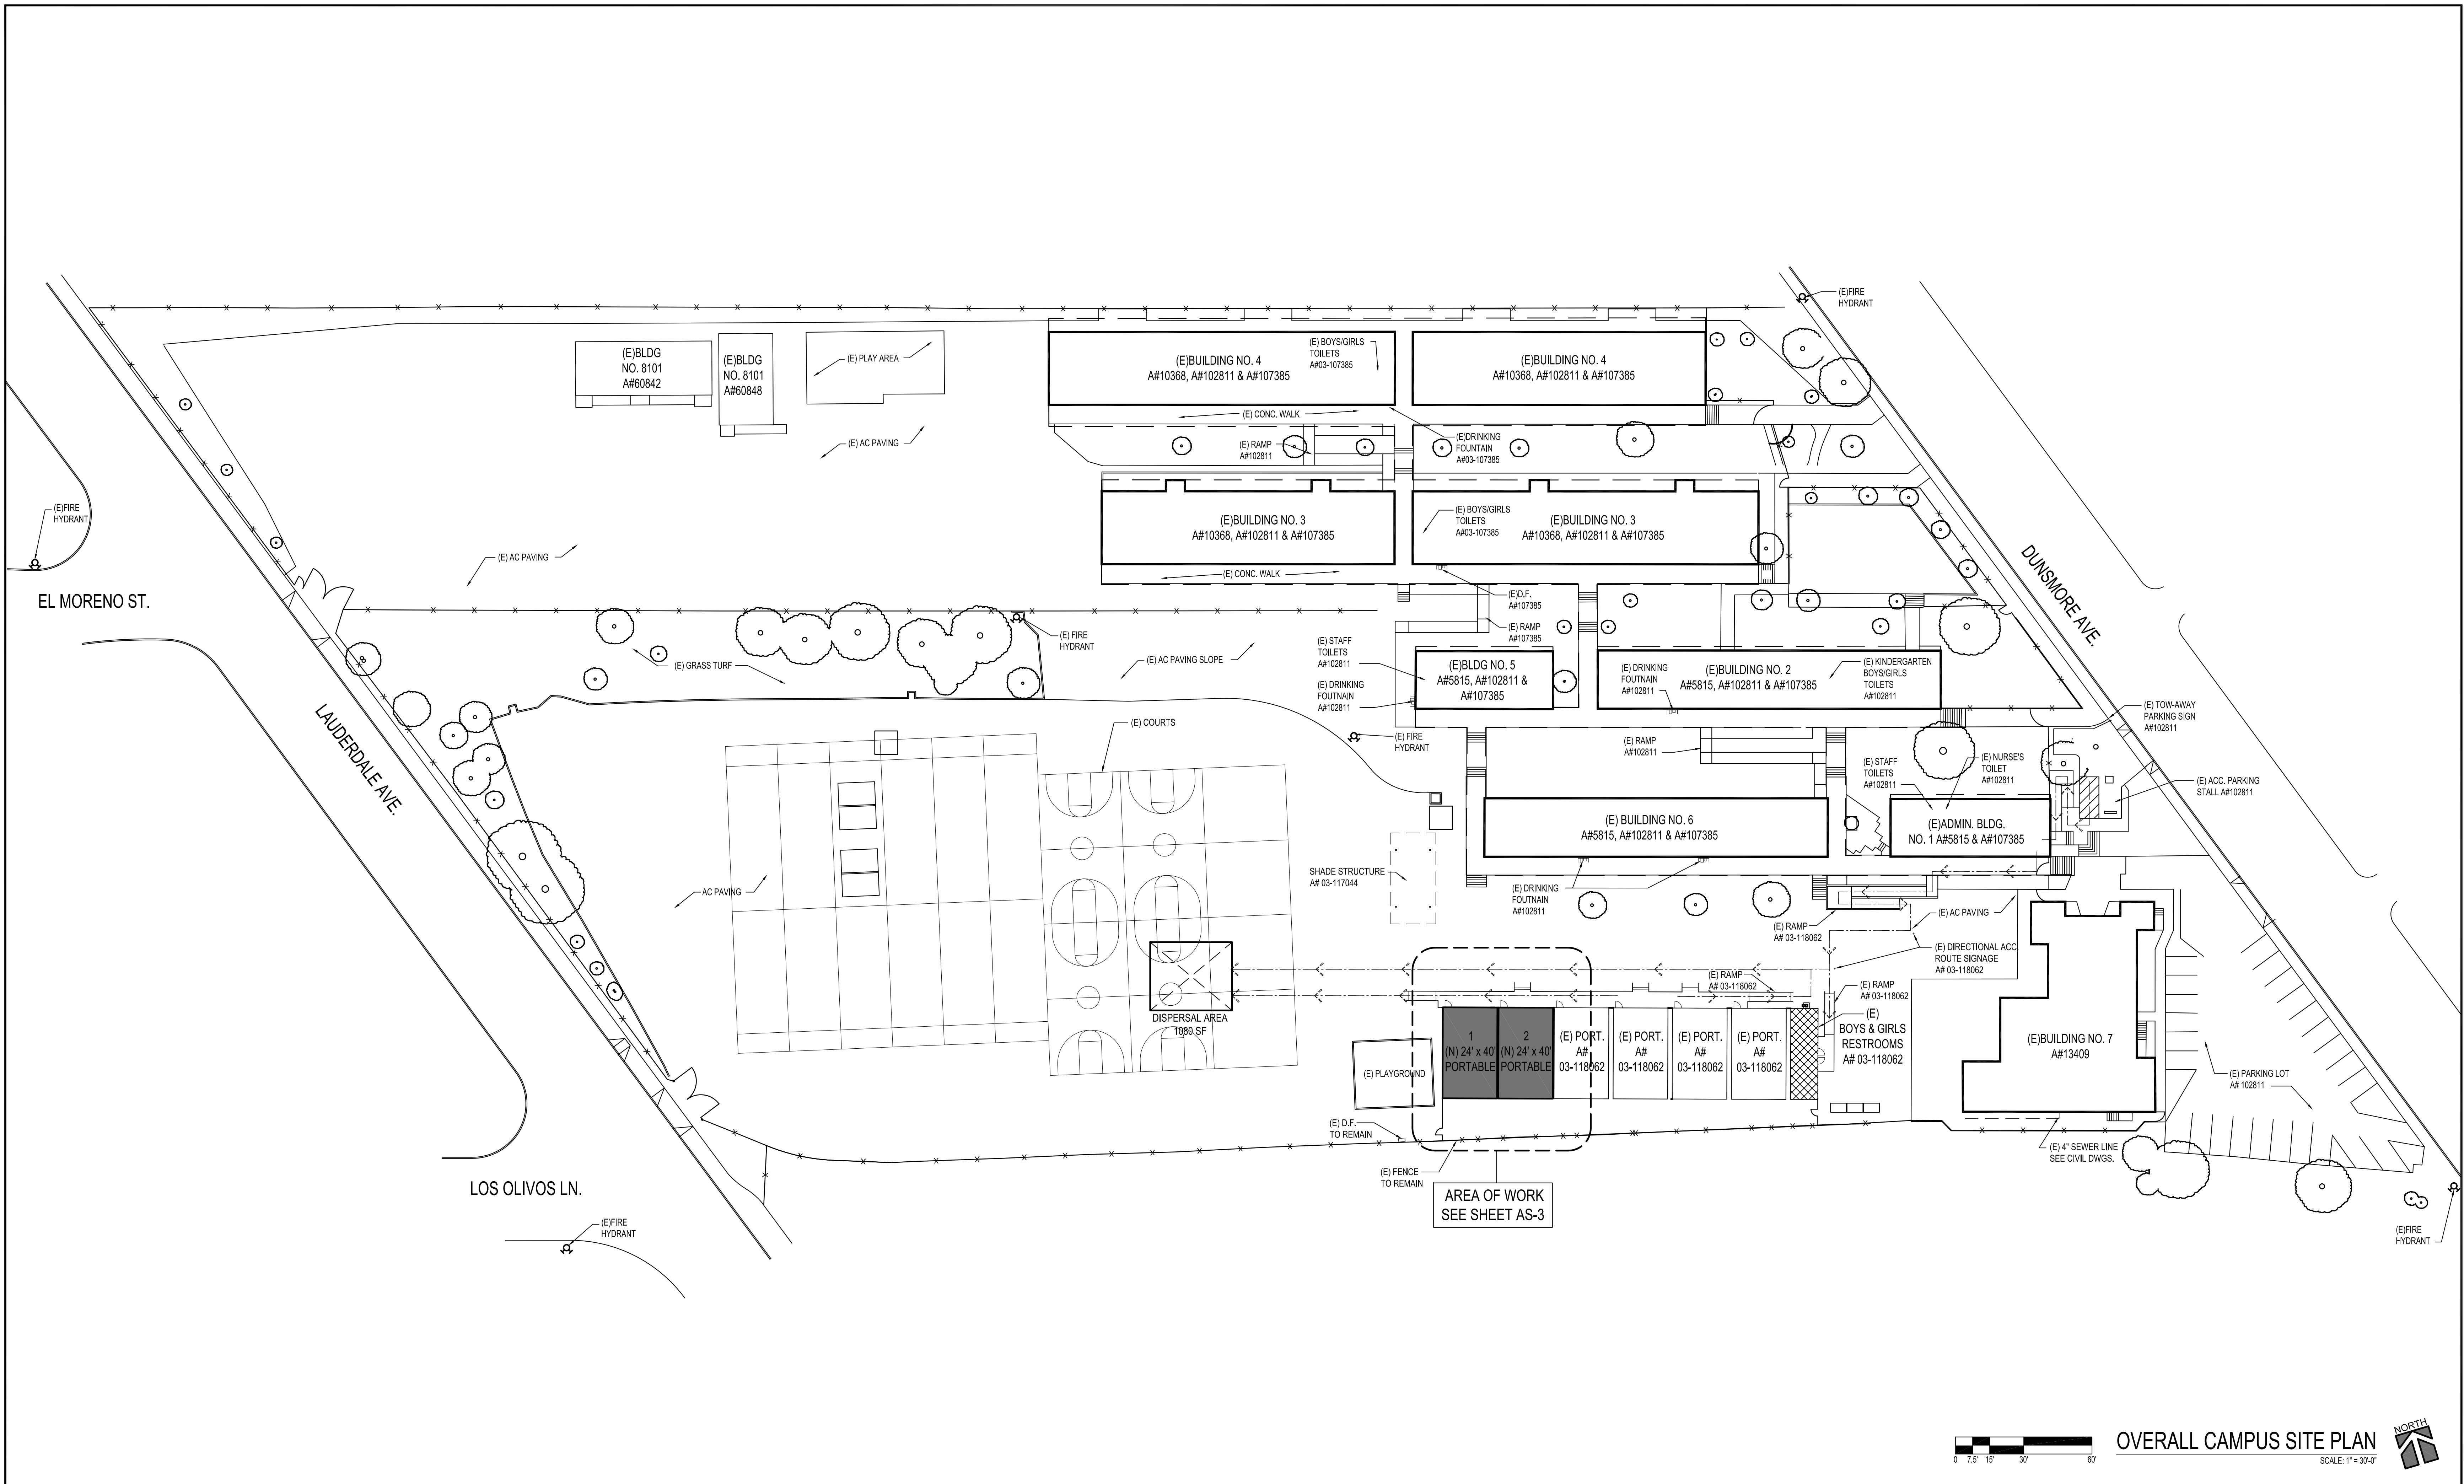 (E)FIRE
HYDRANT
(E)BLDG
NO. 8101
A#60842
(E)BLDG
NO. 8101
A#60848
(E) PLAY AREA
(E)BUILDING NO. 4
A#10368, A#102811 & A#107385
(E) BOYS/GIRLS
TOILETS
A#03-107385
(E)BUILDING NO. 4
A#10368, A#102811 & A#107385
(E) CONC. WALK
(E) AC PAVING
(E) RAMP
A#102811
(E)DRINKING
FOUNTAIN
A#03-107385
(E)FIRE
HYDRANT
(E)BUILDING NO. 3
A#10368, A#102811 & A#107385
(E) BOYS/GIRLS
TOILETS
A#03-107385
(E)BUILDING NO. 3
A#10368, A#102811 & A#107385
(E) AC PAVING
(E) CONC. WALK
DUNSMORE AVE.
EL MORENO ST.
(E)D.F.
A#107385
(E) RAMP
A#107385
(E) FIRE
HYDRANT
(E) GRASS TURF
(E) AC PAVING SLOPE
(E) STAFF
TOILETS
A#102811
(E) DRINKING
FOUTNAIN
A#102811
(E)BLDG NO. 5
A#5815, A#102811 &
A#107385
(E) DRINKING
FOUTNAIN
A#102811
(E)BUILDING NO. 2
A#5815, A#102811 & A#107385
(E) KINDERGARTEN
BOYS/GIRLS
TOILETS
A#102811
LAUDERDALE AVE.
(E) COURTS
(E) FIRE
HYDRANT
(E) RAMP
A#102811
(E) STAFF
TOILETS
A#102811
(E) NURSE'S
TOILET
A#102811
(E) TOW-AWAY
PARKING SIGN
A#102811
(E) ACC. PARKING
STALL A#102811
(E) BUILDING NO. 6
A#5815, A#102811 & A#107385
(E)ADMIN. BLDG.
NO. 1 A#5815 & A#107385
SHADE STRUCTURE
A# 03-117044
AC PAVING
(E) DRINKING
FOUTNAIN
A#102811
(E) RAMP
A# 03-118062
(E) AC PAVING
(E) DIRECTIONAL ACC.
ROUTE SIGNAGE
A# 03-118062
(E) RAMP
A# 03-118062
(E) RAMP
A# 03-118062
DISPERSAL AREA
1080 SF
1
(N) 24' x 40'
PORTABLE
2
(N) 24' x 40'
PORTABLE
(E) PORT.
A#
03-118062
(E) PORT.
A#
03-118062
(E) PORT.
A#
03-118062
(E) PORT.
A#
03-118062
(E)
BOYS & GIRLS
RESTROOMS
A# 03-118062
(E)BUILDING NO. 7
A#13409
(E) PLAYGROUND
(E) PARKING LOT
A# 102811
(E) D.F.
TO REMAIN
(E) 4" SEWER LINE
SEE CIVIL DWGS.
(E) FENCE
TO REMAIN
AREA OF WORK
SEE SHEET AS-3
LOS OLIVOS LN.
(E)FIRE
HYDRANT
(E)FIRE
HYDRANT
0 7.5' 15' 30' 60'
OVERALL CAMPUS SITE PLAN
SCALE: 1" = 30'-0"
NORTH